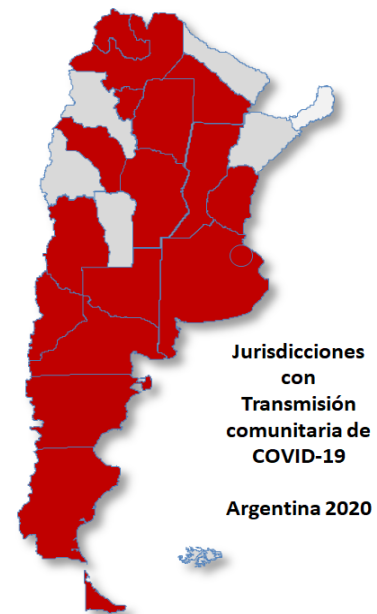 Jurisdicciones
con
Transmisión
comunitaria de
COVID-19
Argentina 2020